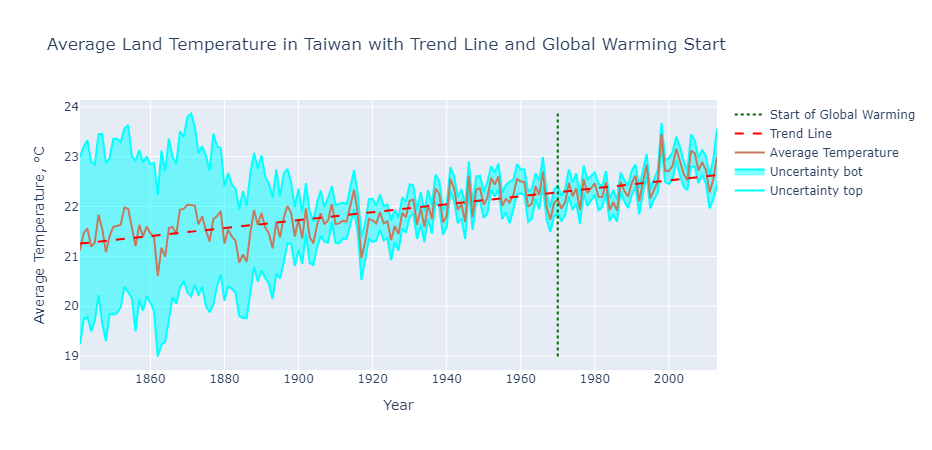 Average Land Temperature in Taiwan with Trend Line and Global Warming Start
Start of Global Warming
Trend Line
Average Temperature
Uncertainty bot
Uncertainty top
Average Temperature, °C
24
23
22
21
20
19
1860
1880
1900
1920
1940
1960
1980
2000
Year